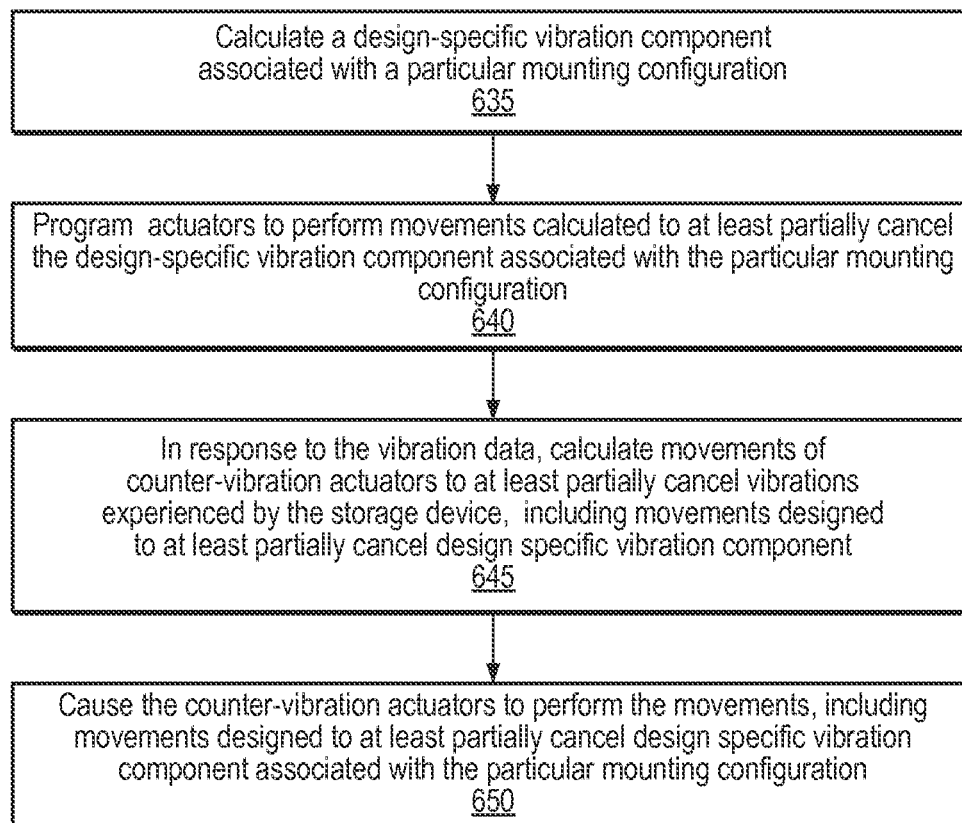 Calculate a design-specific vibration component
associated with a particular mounting configuration
635
Program actuators to perform movements calculated to at least partially cancel
the design-specific vibration component associated with the particular mounting
configuration
640
In response to the vibration data, calculate movements of
counter-vibration actuators to at least partially cancel vibrations
experienced by the storage device, including movements designed
to at least partially cancel design specific vibration component
645
Cause the counter-vibration actuators to perform the movements, including
movements designed to at least partially cancel design specific vibration
component associated with the particular mounting configuration
650